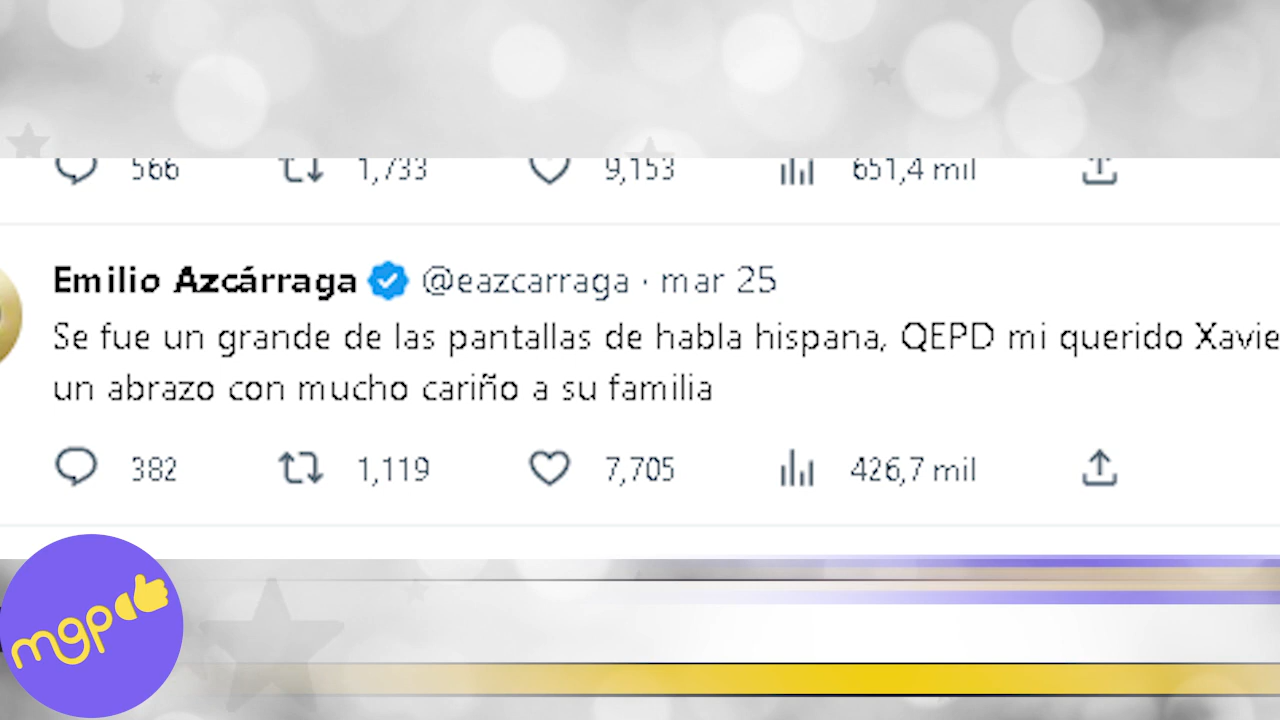 566 1,733 9,153 651,4 mil
Emilio Azcárraga @eazcarraga · mar 25
Se fue un grande de las pantallas de habla hispana, QEPD mi querido Xavie
un abrazo con mucho cariño a su familia
382 1,119 7,705 426,7 mil
mgp